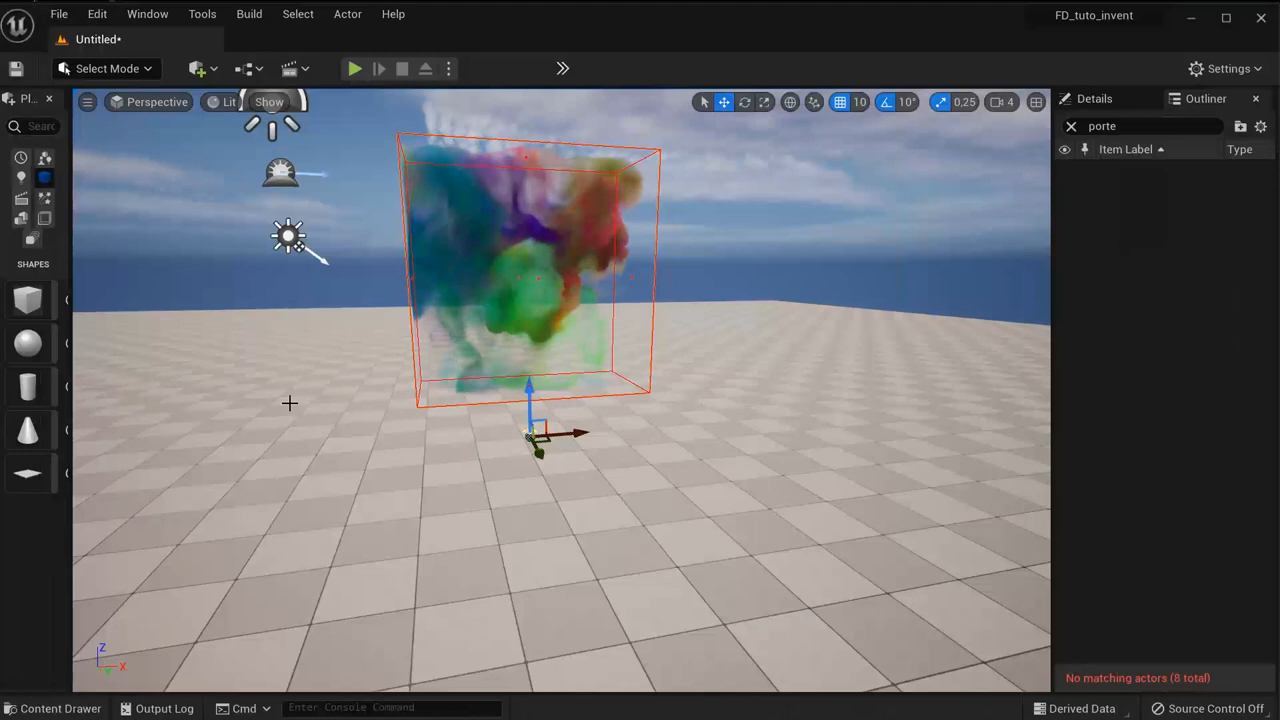 File Edit Window Tools Build Select Actor Help FD_tuto_invent
Untitled*
Select Mode Settings
Pl... Perspective Lit Show 10 10° 0,25 4 Details Outliner
Searc porte
Item Label Type
SHAPES
Z
X
No matching actors (8 total)
Content Drawer Output Log Cmd Enter Console Command Derived Data Source Control Off